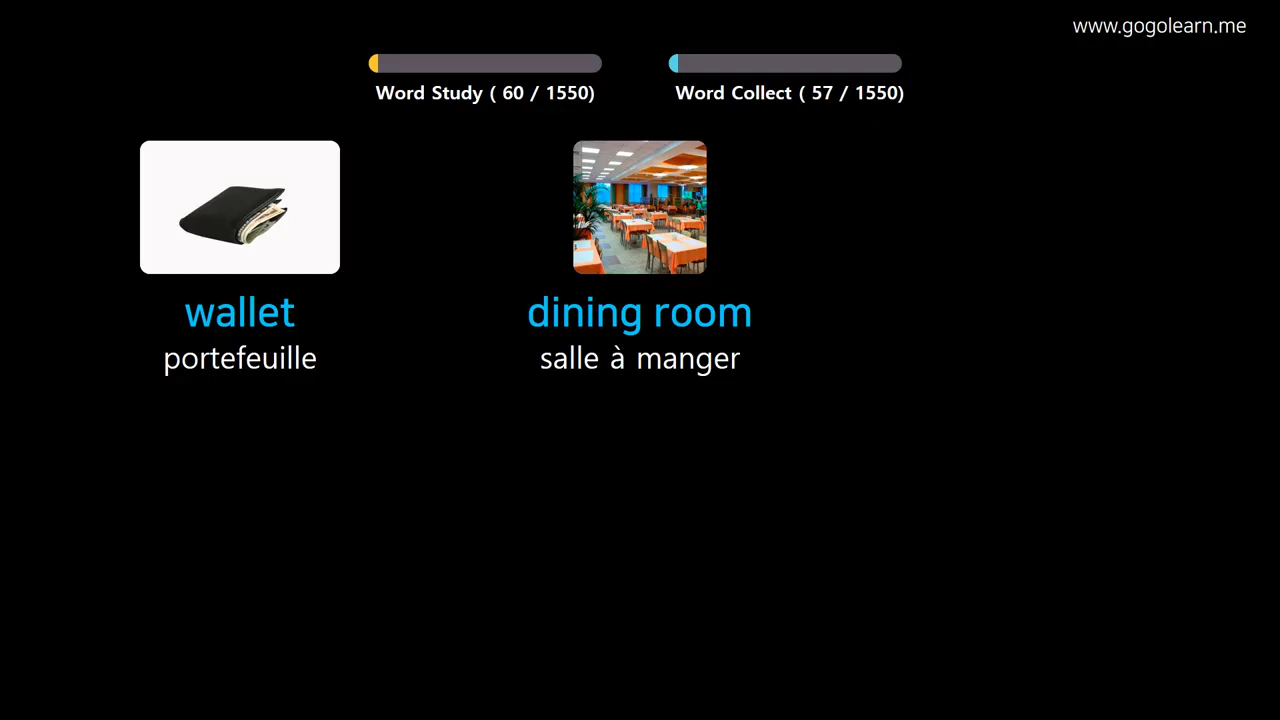 www.gogolearn.me
Word Study ( 60 / 1550)
Word Collect ( 57 / 1550)
wallet
portefeuille
dining room
salle à manger